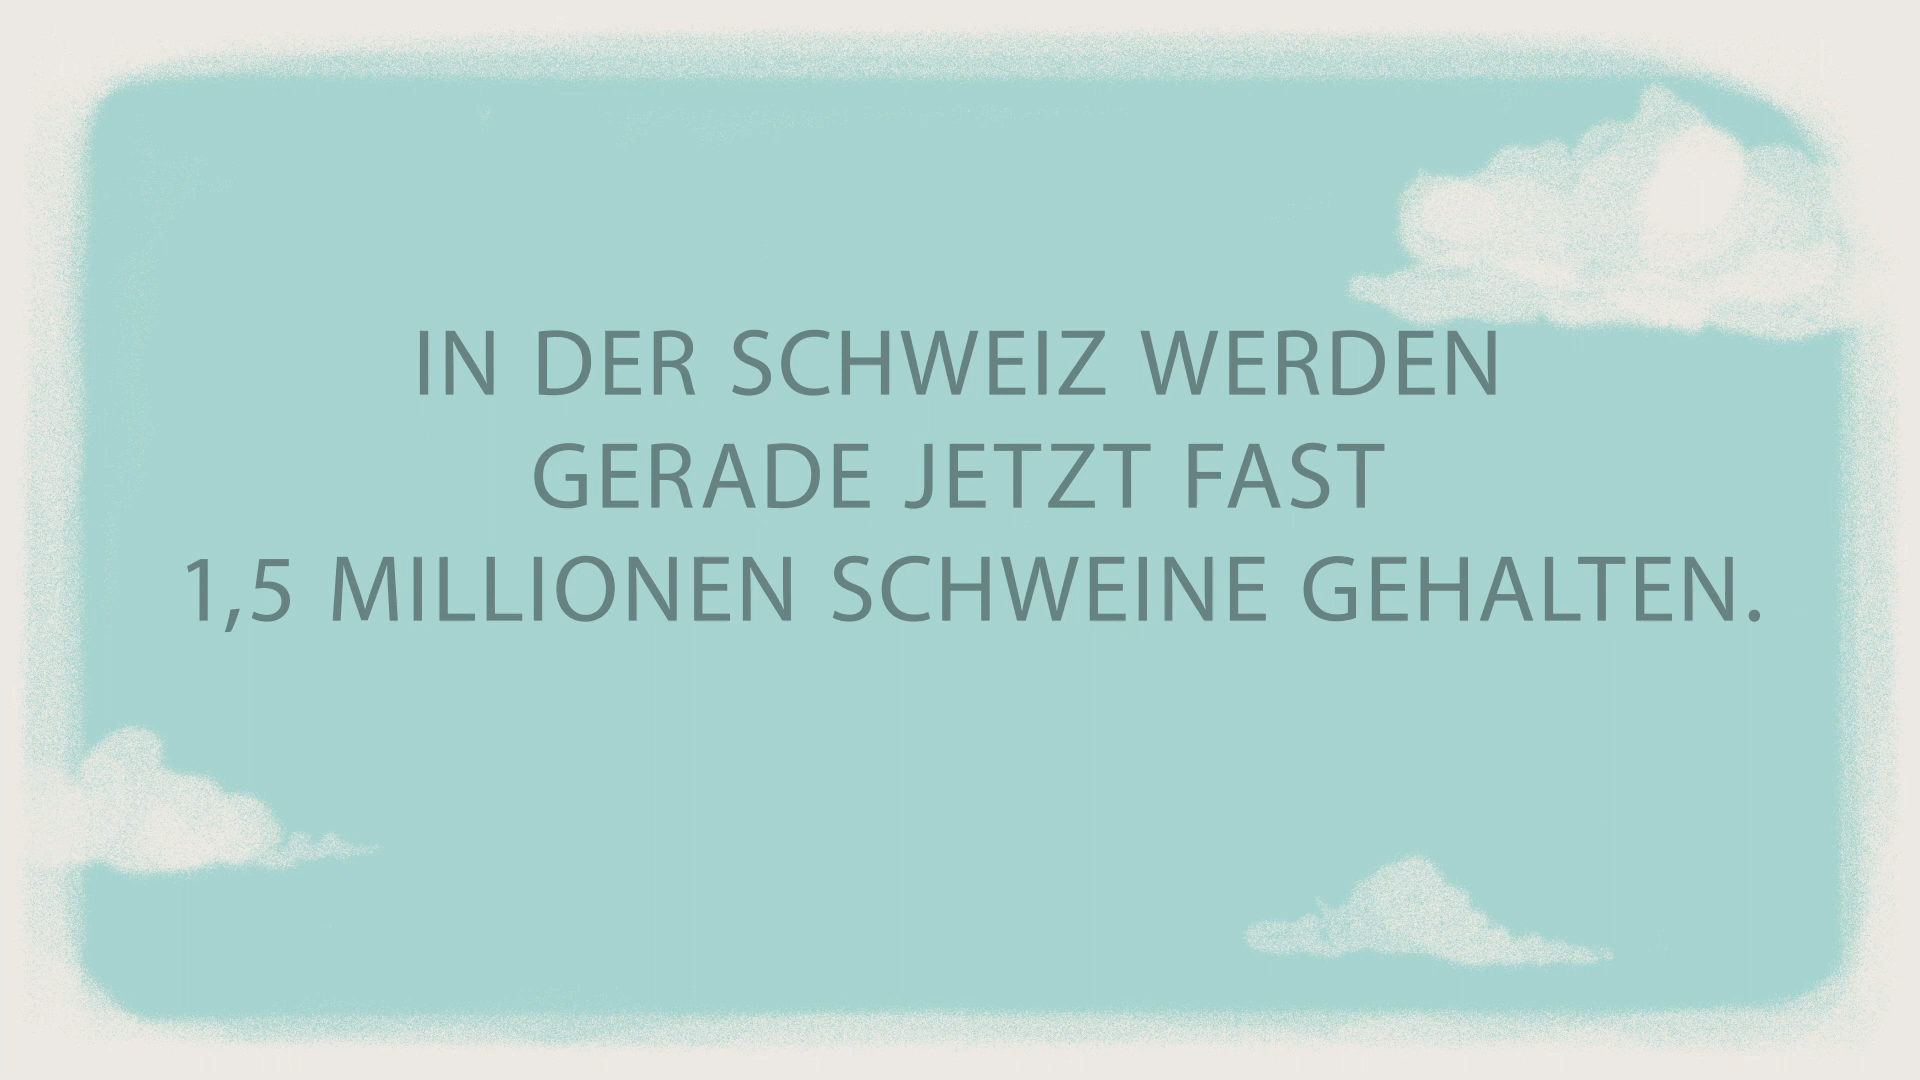 IN DER SCHWEIZ WERDEN
GERADE JETZT FAST
1,5 MILLIONEN SCHWEINE GEHALTEN.